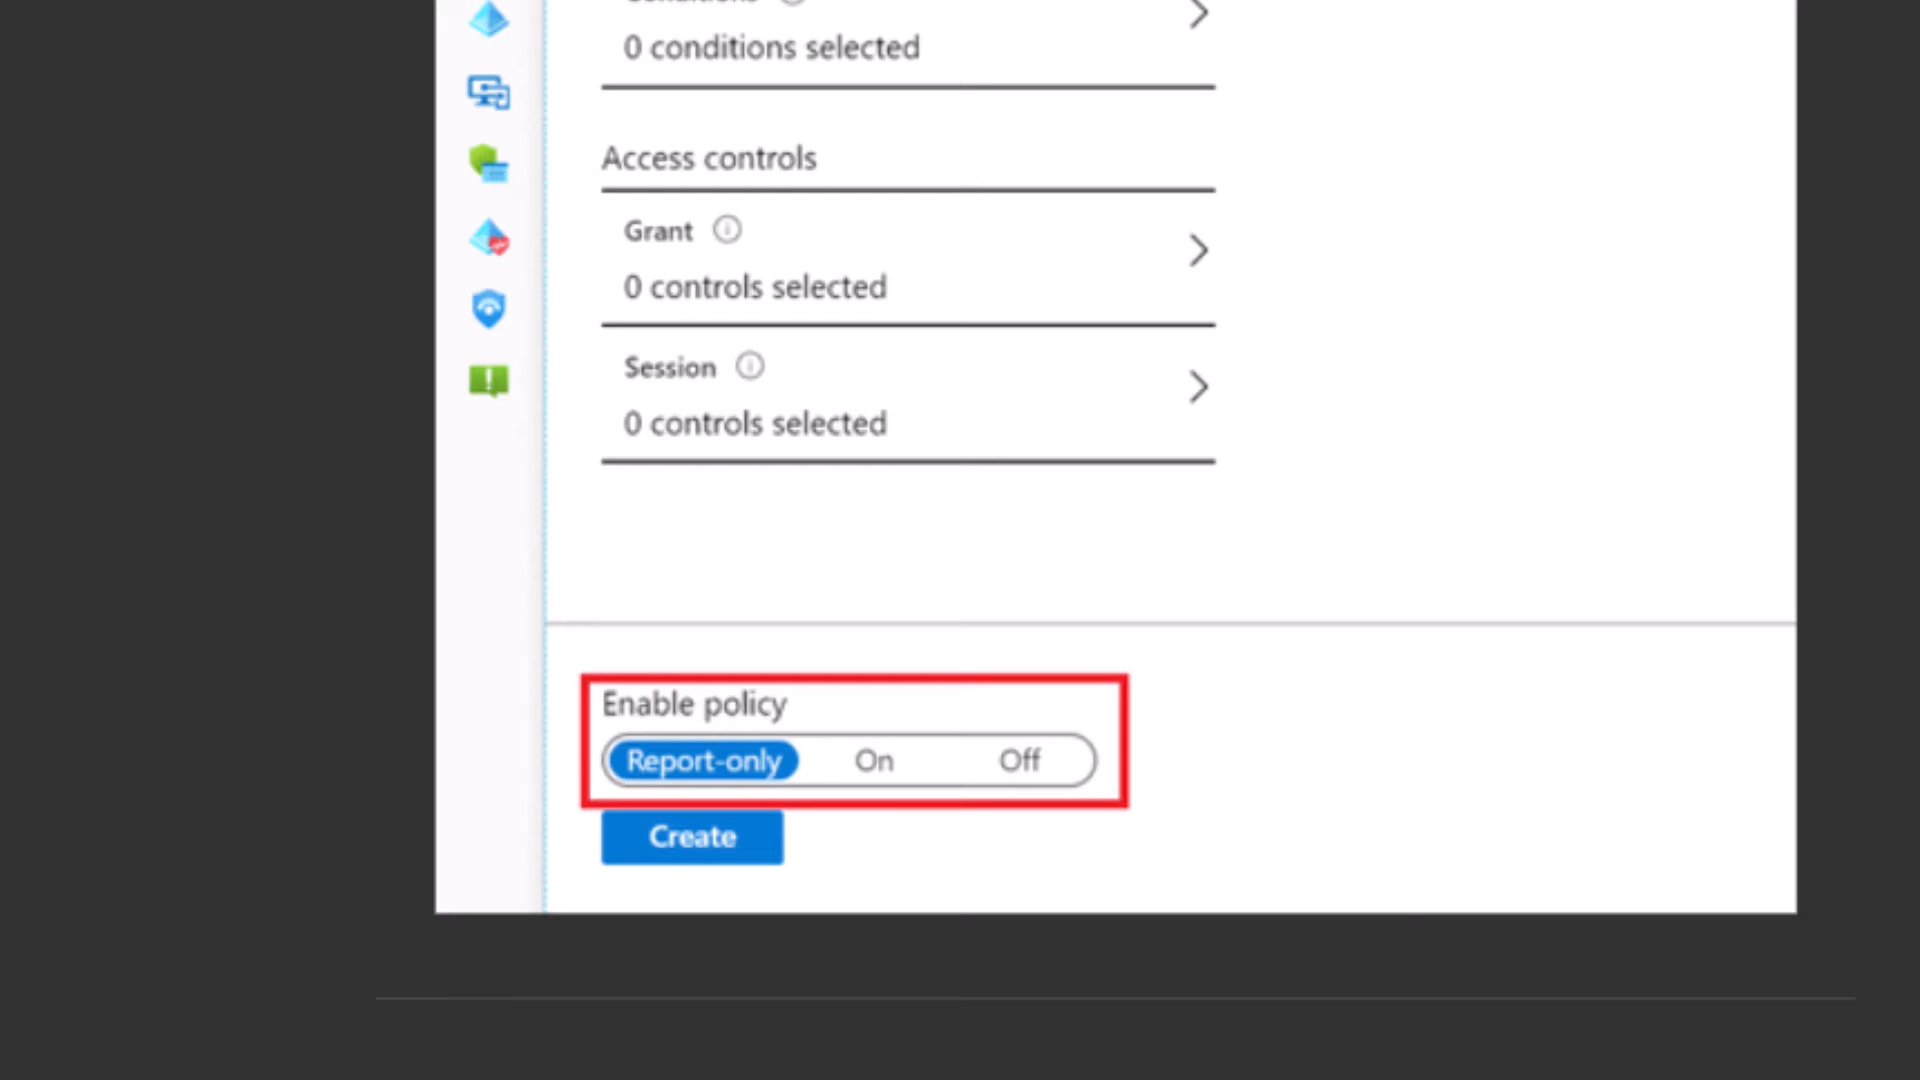 0 conditions selected
Access controls
Grant
0 controls selected
Session
0 controls selected
Enable policy
Report-only On Off
Create